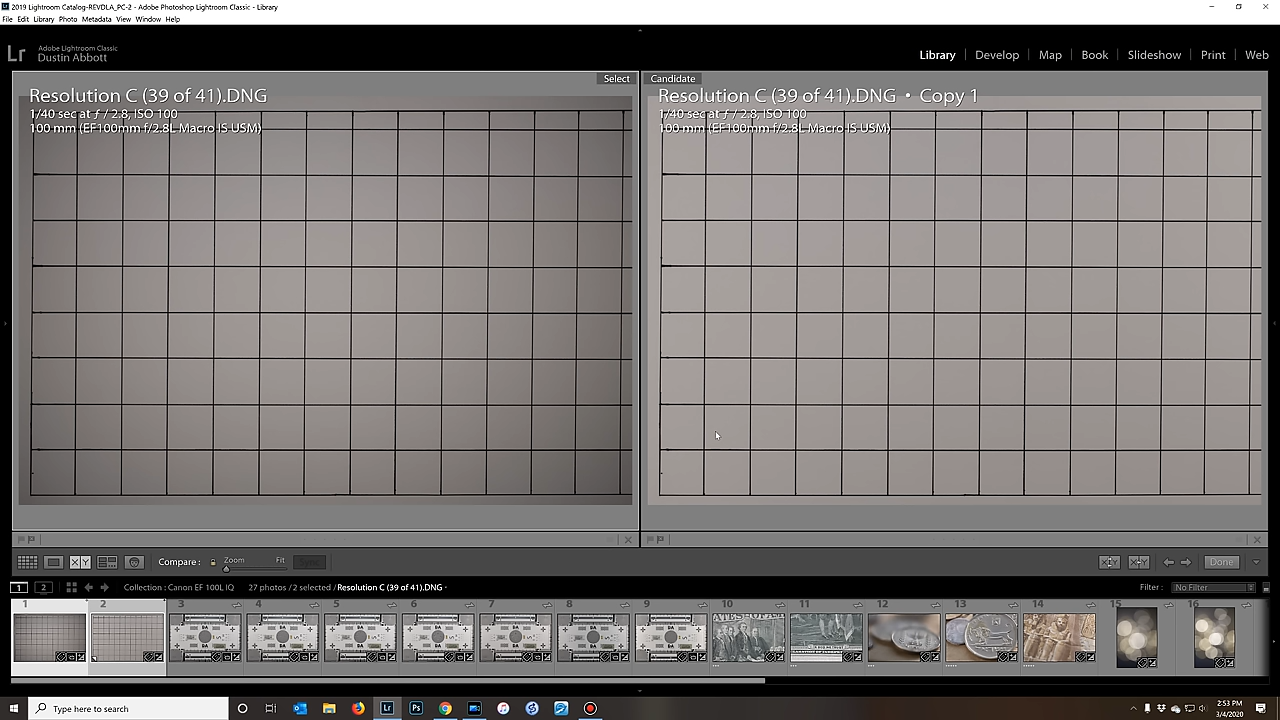 2019 Lightroom Catalog-REVDLA_PC-2 - Adobe Photoshop Lightroom Classic - Library
File Edit Library Photo Metadata View Window Help
Lr
Adobe Lightroom Classic
Dustin Abbott
Library | Develop | Map | Book | Slideshow | Print | Web
Select
Resolution C (39 of 41).DNG
1/40 sec at ƒ / 2.8, ISO 100
100 mm (EF100mm f/2.8L Macro IS USM)
Candidate
Resolution C (39 of 41).DNG • Copy 1
1/40 sec at ƒ / 2.8, ISO 100
100 mm (EF100mm f/2.8L Macro IS USM)
XY
Compare :
Zoom
Fit
Sync
Done
1 2
Collection : Canon EF 100L IQ
27 photos / 2 selected / Resolution C (39 of 41).DNG
Filter :
No Filter
1 2 3 4 5 6 7 8 9 10 11 12 13 14 15 16
Type here to search
Lr
Ps
2:53 PM
3/4/2020